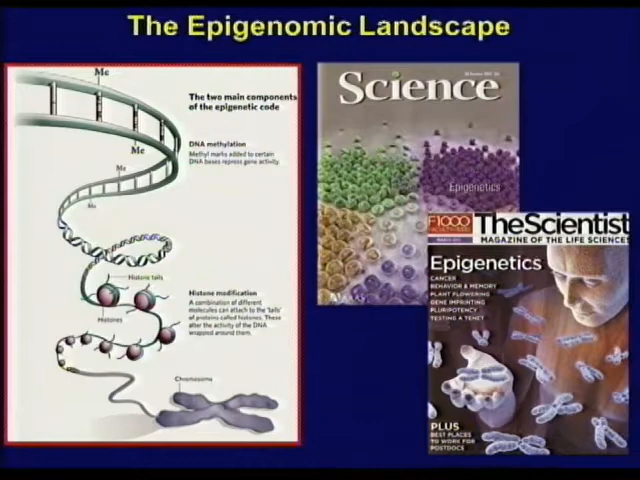 The Epigenomic Landscape
Me
The two main components
of the epigenetic code
DNA methylation
Methyl marks added to certain
DNA bases repress gene activity.
Me
Me
Me
Histone tails
Histones
Histone modification
A combination of different
molecules can attach to the 'tails'
of proteins called histones. These
alter the activity of the DNA
wrapped around them.
Chromosome
Science
Epigenetics
F1000
TheScientist
MAGAZINE OF THE LIFE SCIENCES
Epigenetics
CANCER
BEHAVIOR & MEMORY
PLANT FLOWERING
GENE IMPRINTING
PLURIPOTENCY
TESTING A TENET
PLUS
BEST PLACES
TO WORK FOR
POSTDOCS